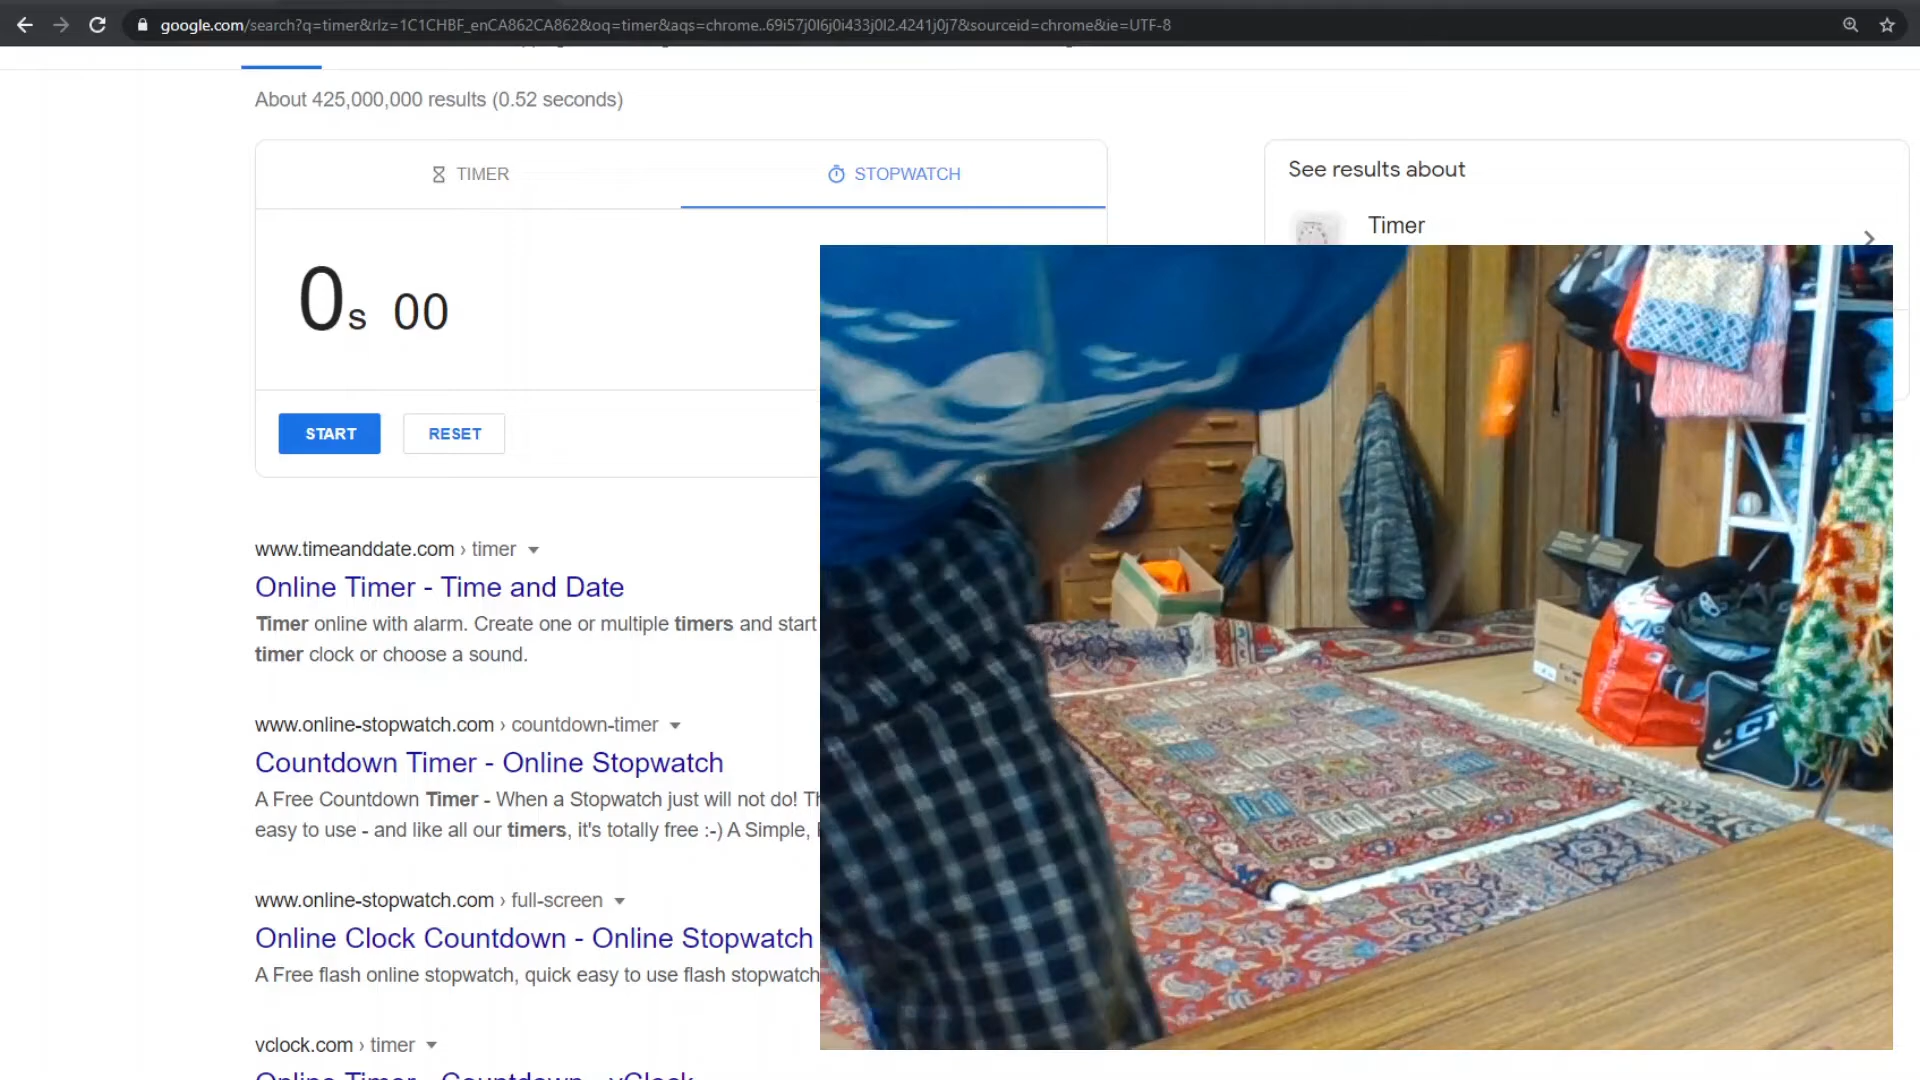 google.com/search?q=timer&rlz=1C1CHBF_enCA862CA862&oq=timer&aqs=chrome..69i57j0l6j0i433j0l2.4241j0j7&sourceid=chrome&ie=UTF-8
About 425,000,000 results (0.52 seconds)
TIMER
STOPWATCH
0s 00
START
RESET
See results about
Timer
www.timeanddate.com › timer
Online Timer - Time and Date
Timer online with alarm. Create one or multiple timers and start
timer clock or choose a sound.
www.online-stopwatch.com › countdown-timer
Countdown Timer - Online Stopwatch
A Free Countdown Timer - When a Stopwatch just will not do!
easy to use - and like all our timers, it's totally free :-) A Simple,
www.online-stopwatch.com › full-screen
Online Clock Countdown - Online Stopwatch
A Free flash online stopwatch, quick easy to use flash stopwatch
vclock.com › timer
Online Timer - Countdown - vClock